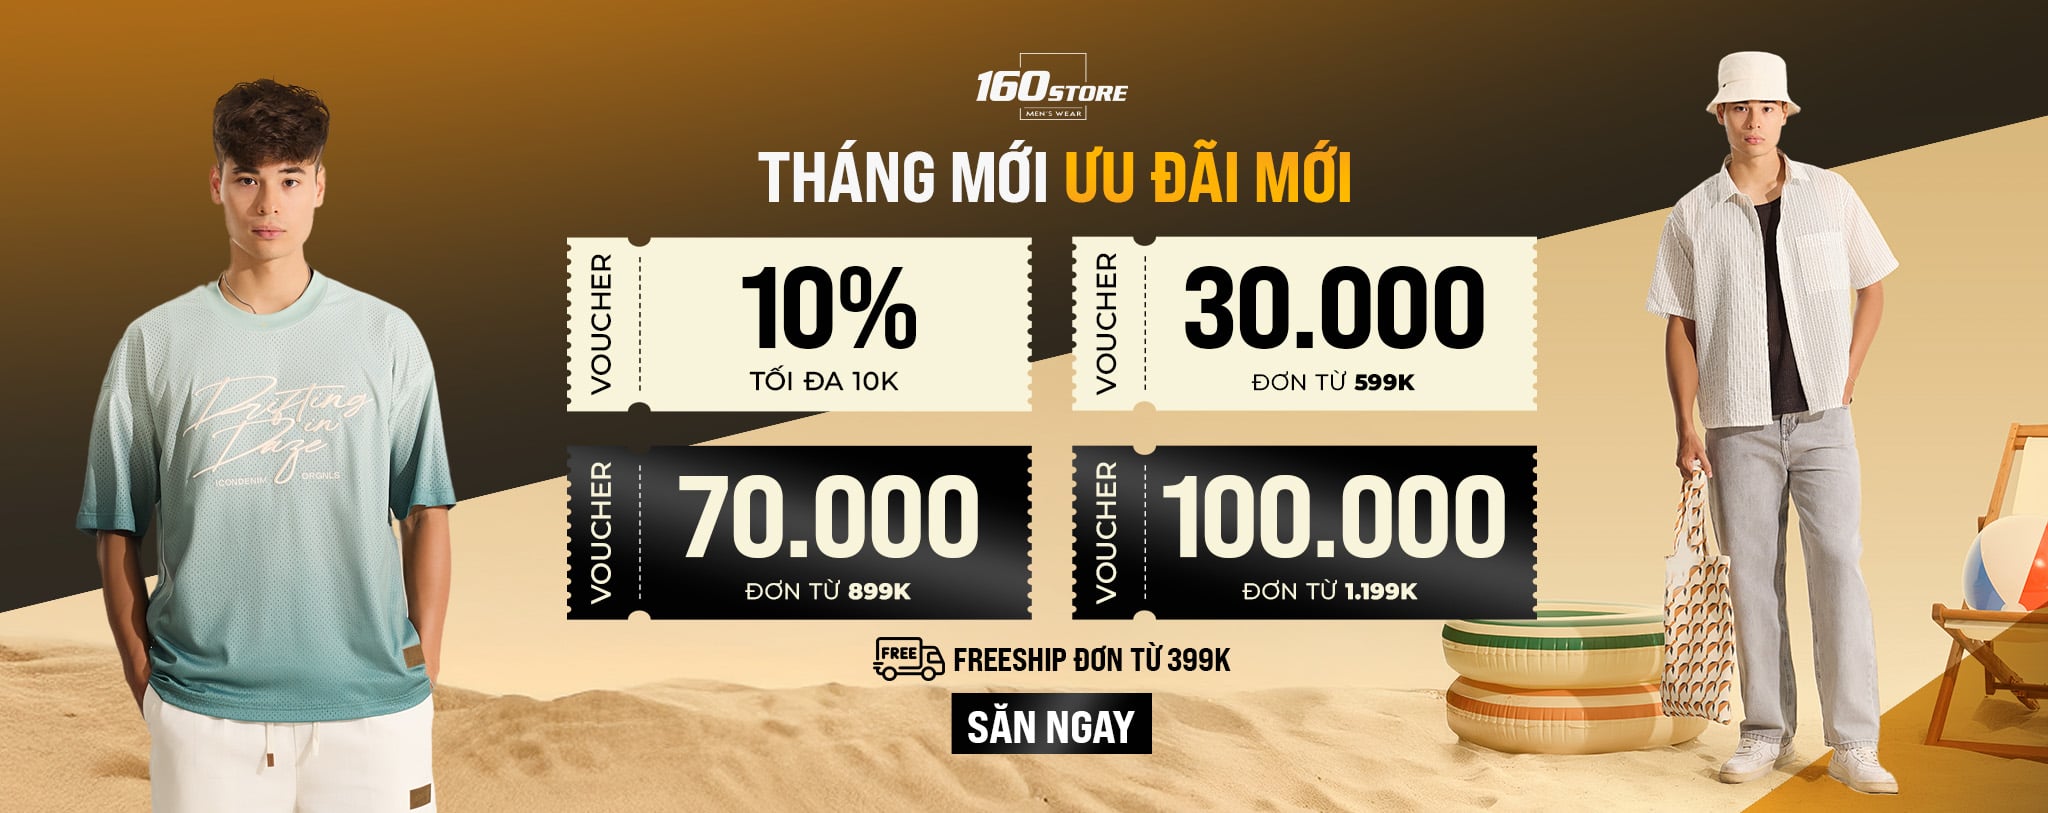 160 STORE
MEN'S WEAR
THÁNG MỚI ƯU ĐÃI MỚI
VOUCHER
10%
TỐI ĐA 10K
VOUCHER
30.000
ĐƠN TỪ 599K
VOUCHER
70.000
ĐƠN TỪ 899K
VOUCHER
100.000
ĐƠN TỪ 1.199K
FREE
FREESHIP ĐƠN TỪ 399K
SĂN NGAY
Drifting
in
Daze
ICONDENIM ORGNLS